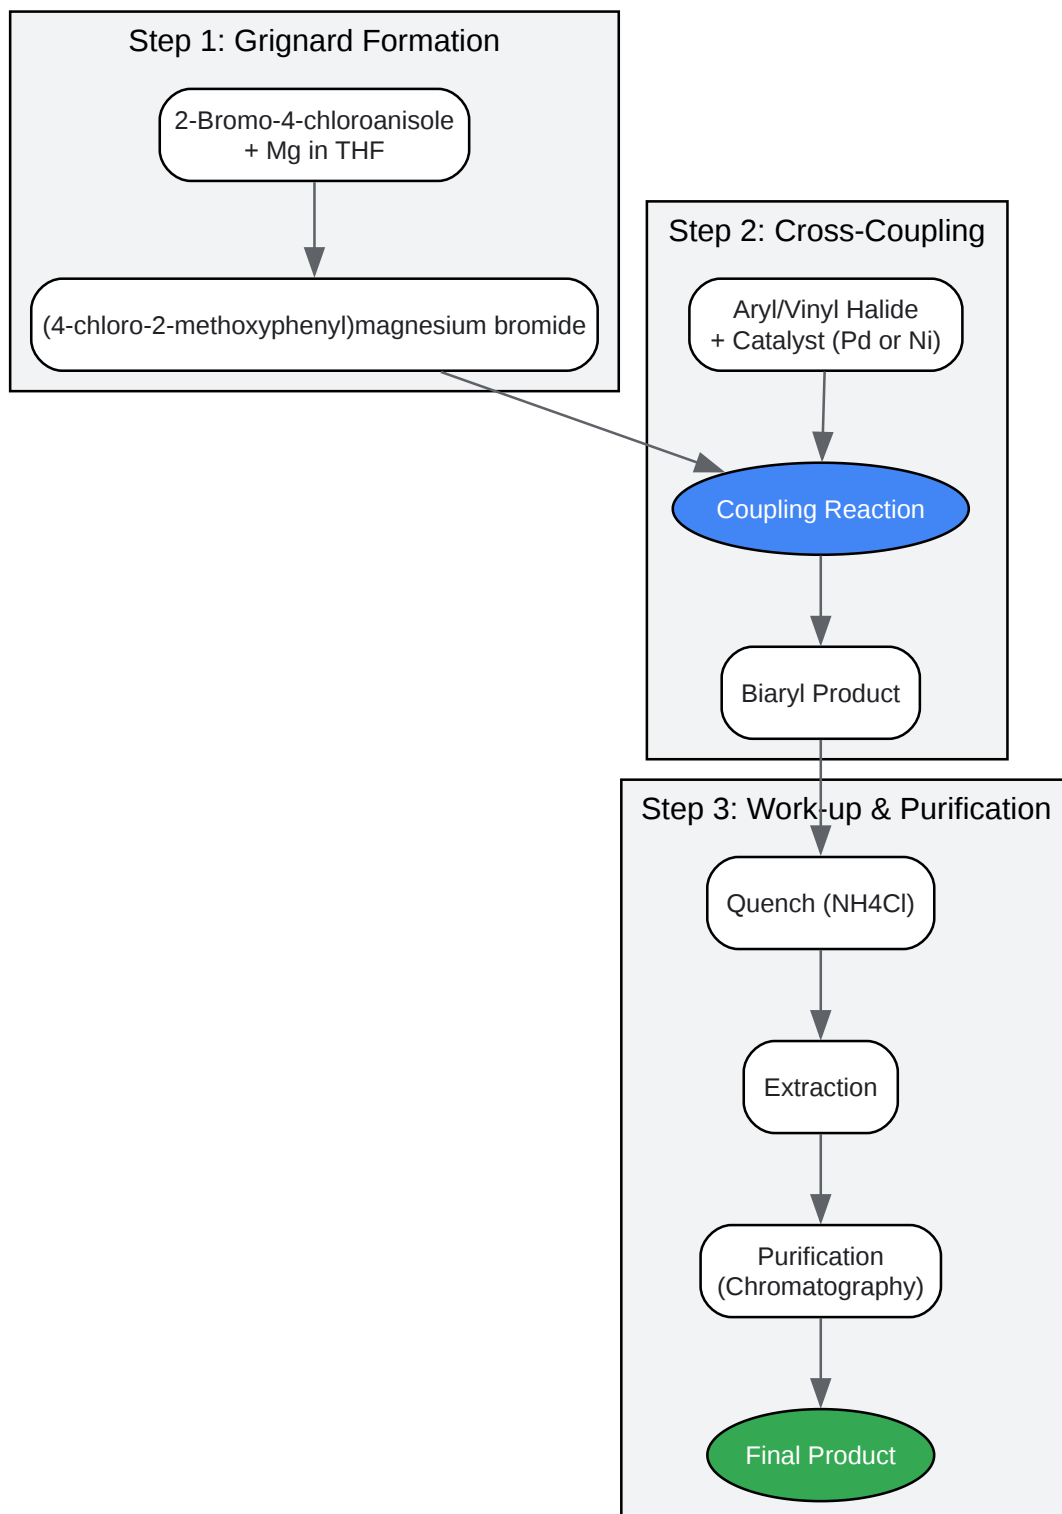 Step 1: Grignard Formation
2-Bromo-4-chloroanisole
+ Mg in THF
(4-chloro-2-methoxyphenyl)magnesium bromide
Step 2: Cross-Coupling
Aryl/Vinyl Halide
+ Catalyst (Pd or Ni)
Coupling Reaction
Biaryl Product
Step 3: Work-up & Purification
Quench (NH4Cl)
Extraction
Purification
(Chromatography)
Final Product